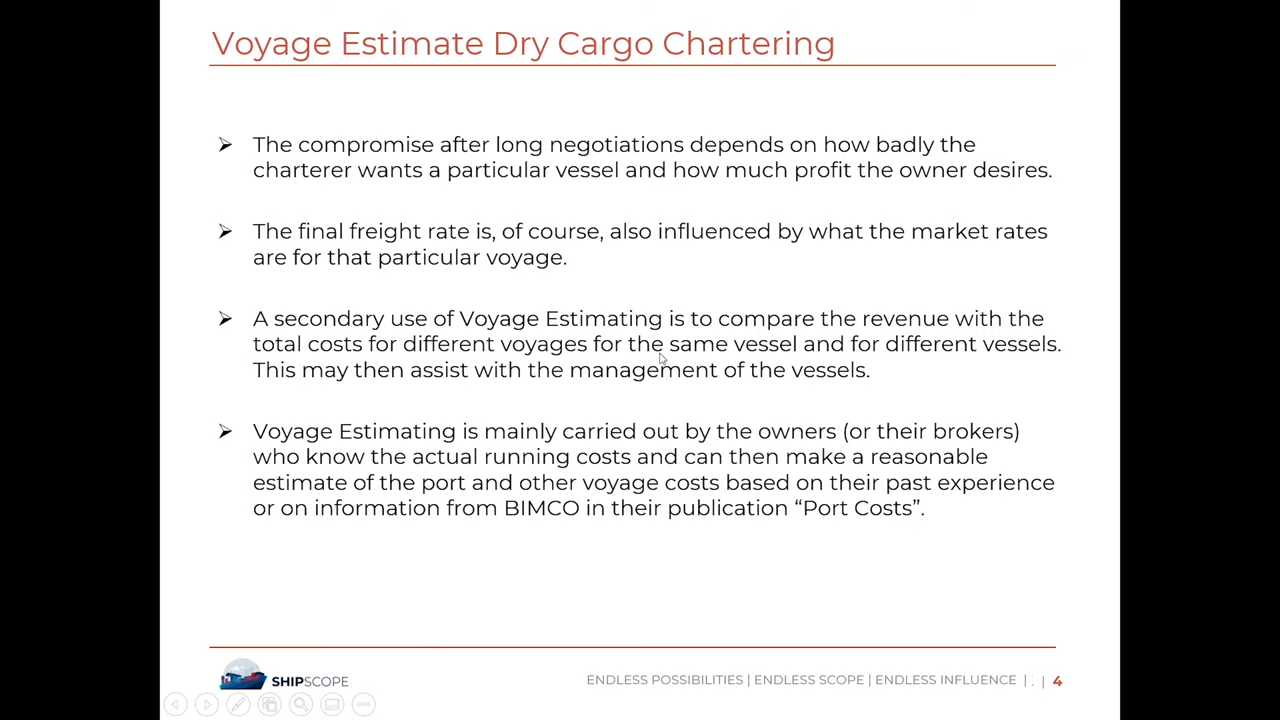 Voyage Estimate Dry Cargo Chartering
The compromise after long negotiations depends on how badly the
charterer wants a particular vessel and how much profit the owner desires.
The final freight rate is, of course, also influenced by what the market rates
are for that particular voyage.
A secondary use of Voyage Estimating is to compare the revenue with the
total costs for different voyages for the same vessel and for different vessels.
This may then assist with the management of the vessels.
Voyage Estimating is mainly carried out by the owners (or their brokers)
who know the actual running costs and can then make a reasonable
estimate of the port and other voyage costs based on their past experience
or on information from BIMCO in their publication “Port Costs”.
SHIPSCOPE
ENDLESS POSSIBILITIES | ENDLESS SCOPE | ENDLESS INFLUENCE | . | 4